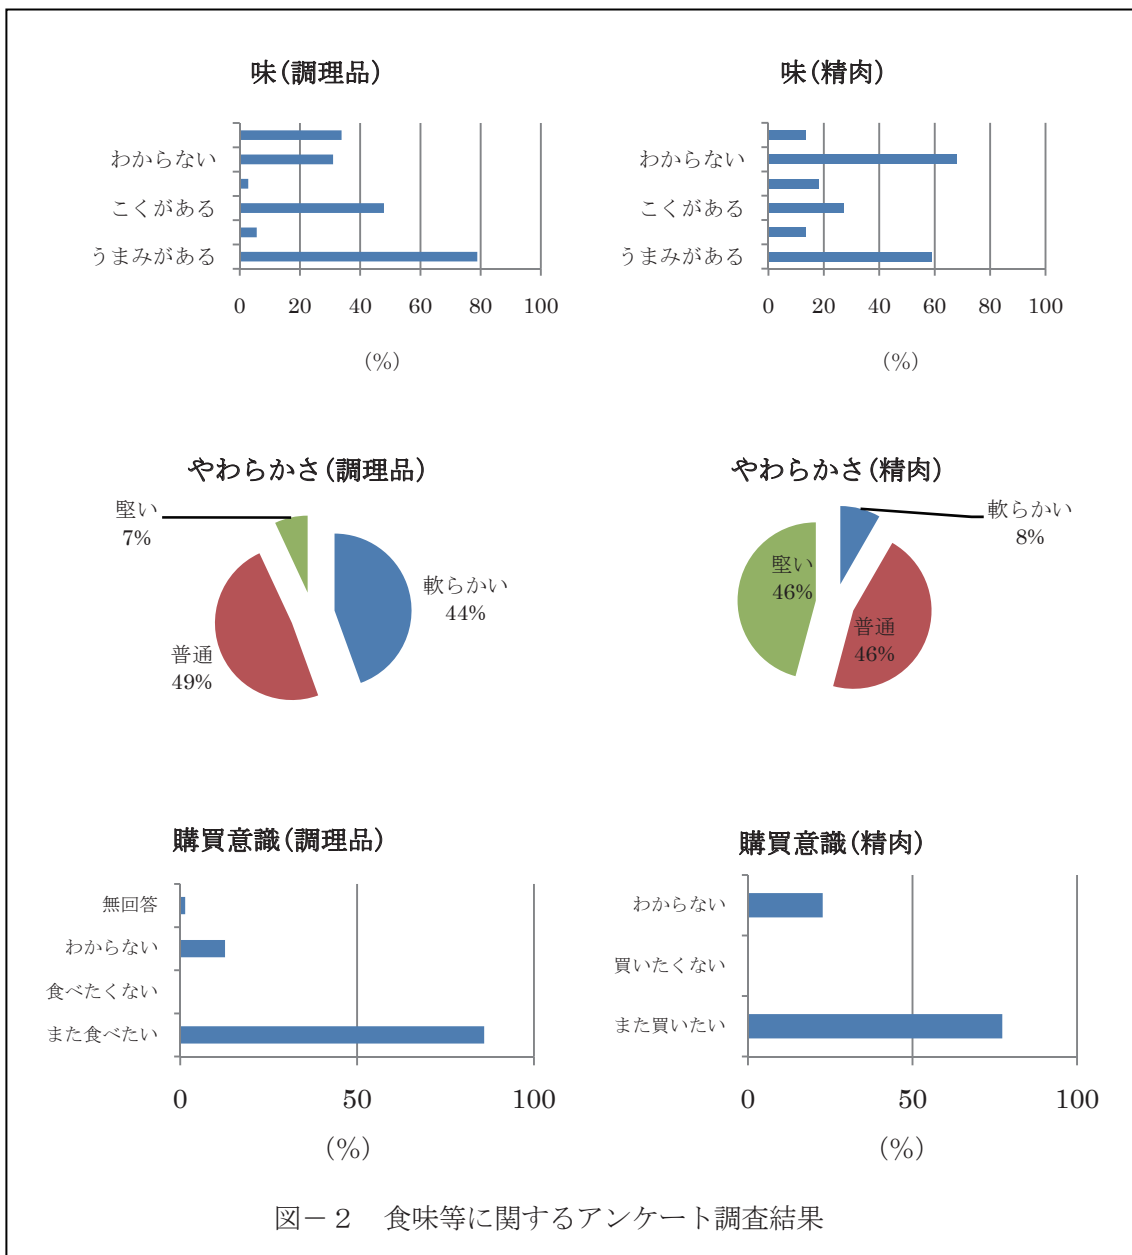 味(調理品)
わからない
こくがある
うまみがある
0 20 40 60 80 100
(%)
味(精肉)
わからない
こくがある
うまみがある
0 20 40 60 80 100
(%)
やわらかさ(調理品)
堅い
7%
軟らかい
44%
普通
49%
やわらかさ(精肉)
軟らかい
8%
堅い
46%
普通
46%
購買意識(調理品)
無回答
わからない
食べたくない
また食べたい
0 50 100
(%)
購買意識(精肉)
わからない
買いたくない
また買いたい
0 50 100
(%)
図－２ 食味等に関するアンケート調査結果